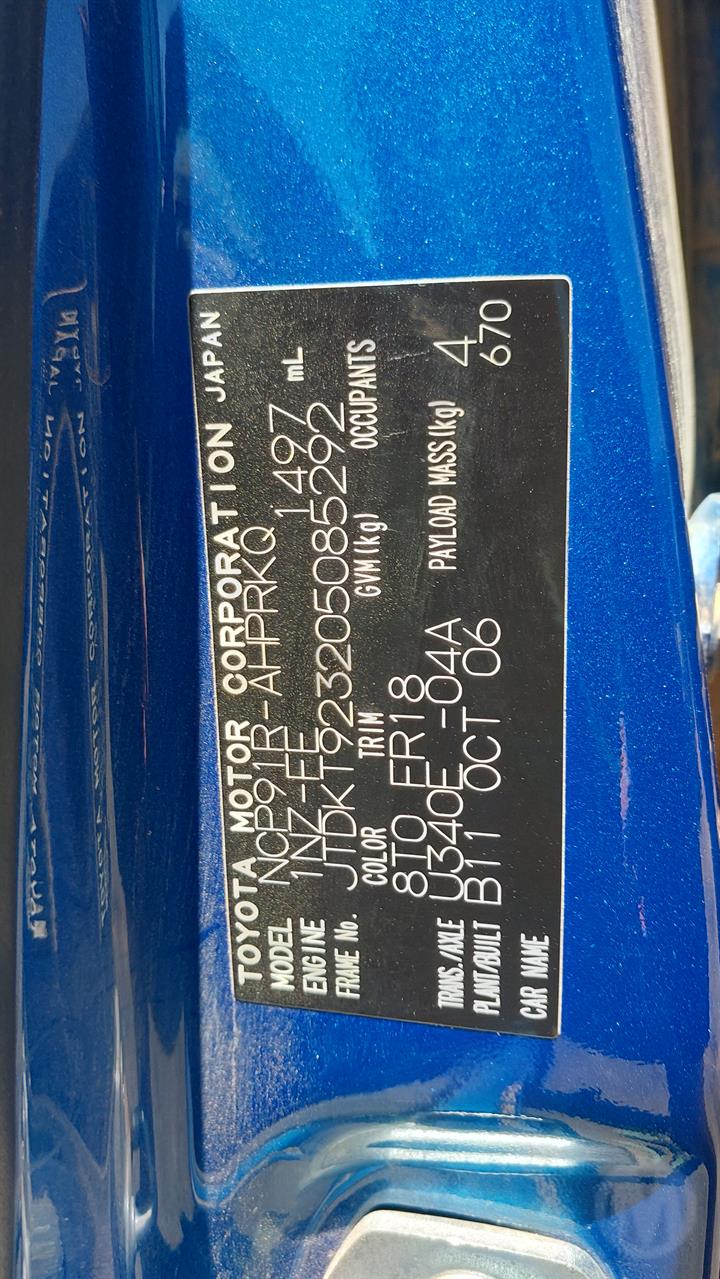 TOYOTA MOTOR CORPORATION JAPAN
MODEL NCP91R-AHPRKQ
ENGINE 1NZ-FE 1497 mL
FRAME No. JTDKT923205085292
COLOR TRIM GVM(kg) OCCUPANTS
8T0 FR18
TRANS./AXLE U340E -04A PAYLOAD MASS(kg) 4
PLANT/BUILT B11 OCT 06 670
CAR NAME